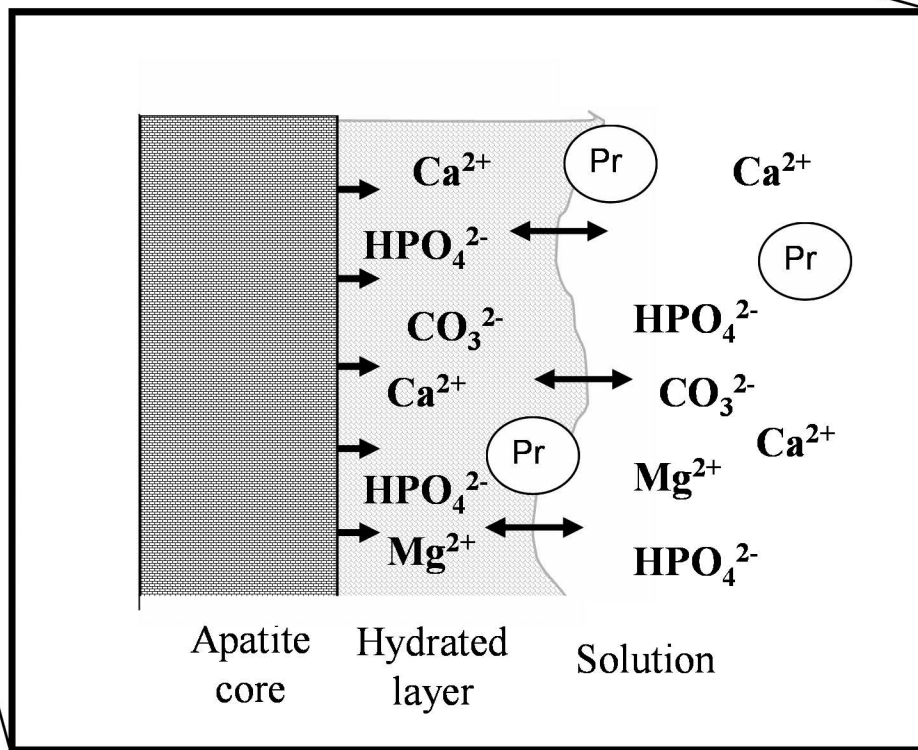 Ca²⁺
HPO₄²⁻
CO₃²⁻
Ca²⁺
HPO₄²⁻
Mg²⁺
Pr
Pr
Pr
Ca²⁺
HPO₄²⁻
CO₃²⁻
Ca²⁺
Mg²⁺
HPO₄²⁻
Apatite
core
Hydrated
layer
Solution